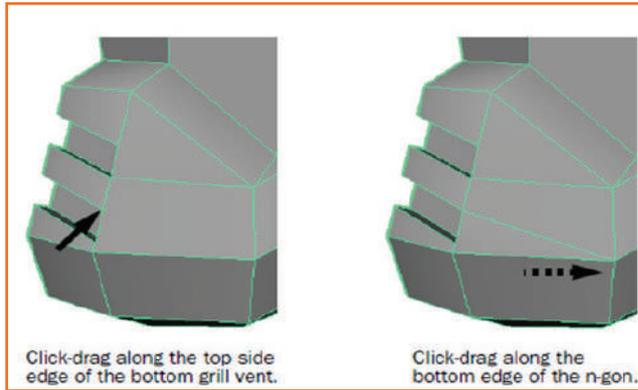 Click-drag along the top side
edge of the bottom grill vent.
Click-drag along the
bottom edge of the n-gon.